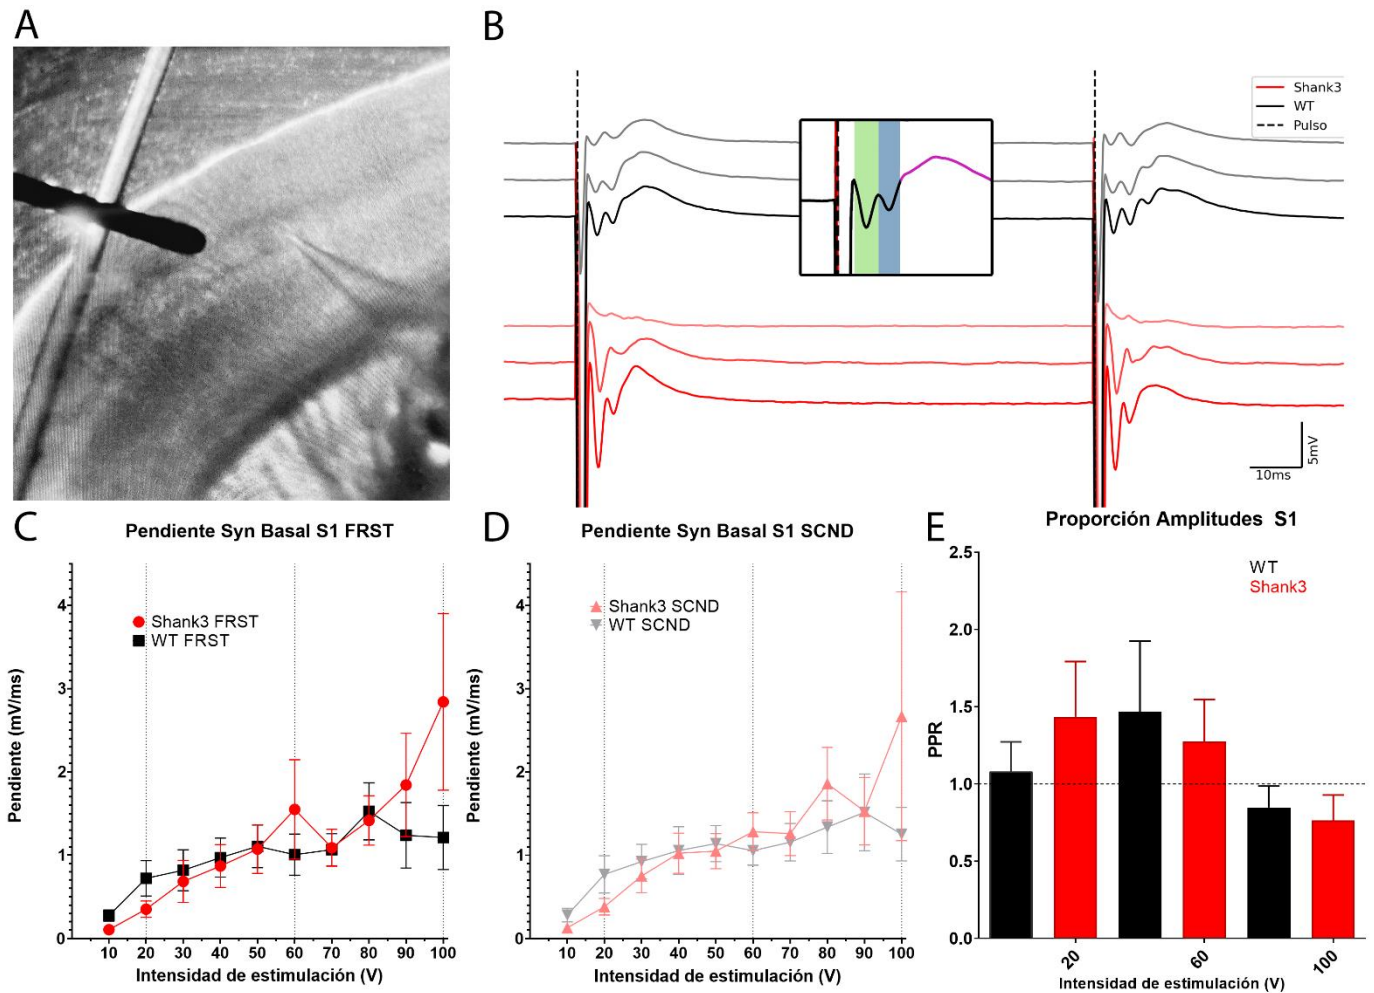 A
B
Shank3
WT
Pulso
5mV
10ms
C
Pendiente Syn Basal S1 FRST
Pendiente (mV/ms)
4
3
2
1
0
Shank3 FRST
WT FRST
10 20 30 40 50 60 70 80 90 100
Intensidad de estimulación (V)
D
Pendiente Syn Basal S1 SCND
Pendiente (mV/ms)
4
3
2
1
0
Shank3 SCND
WT SCND
10 20 30 40 50 60 70 80 90 100
Intensidad de estimulación (V)
E
Proporción Amplitudes S1
PPR
2.5
2.0
1.5
1.0
0.5
0.0
WT
Shank3
20 60 100
Intensidad de estimulación (V)